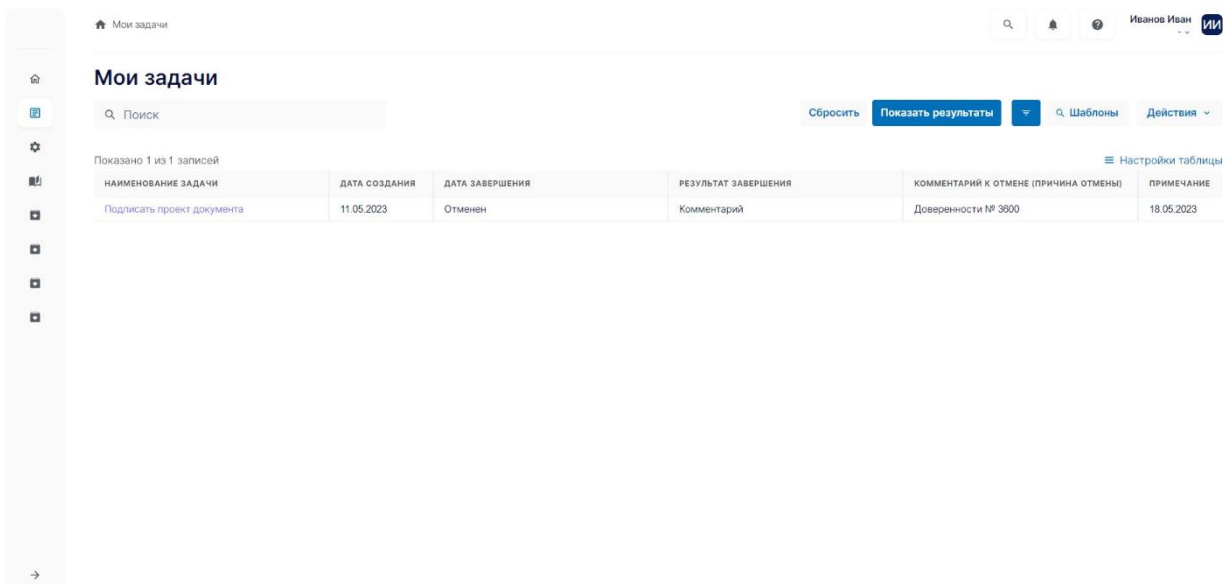 Мои задачи
Иванов Иван
ИИ
Мои задачи
Поиск
Сбросить
Показать результаты
Шаблоны
Действия
Показано 1 из 1 записей
Настройки таблицы
НАИМЕНОВАНИЕ ЗАДАЧИ ДАТА СОЗДАНИЯ ДАТА ЗАВЕРШЕНИЯ РЕЗУЛЬТАТ ЗАВЕРШЕНИЯ КОММЕНТАРИЙ К ОТМЕНЕ (ПРИЧИНА ОТМЕНЫ) ПРИМЕЧАНИЕ
Подписать проект документа 11.05.2023 Отменен Комментарий Доверенности № 3600 18.05.2023